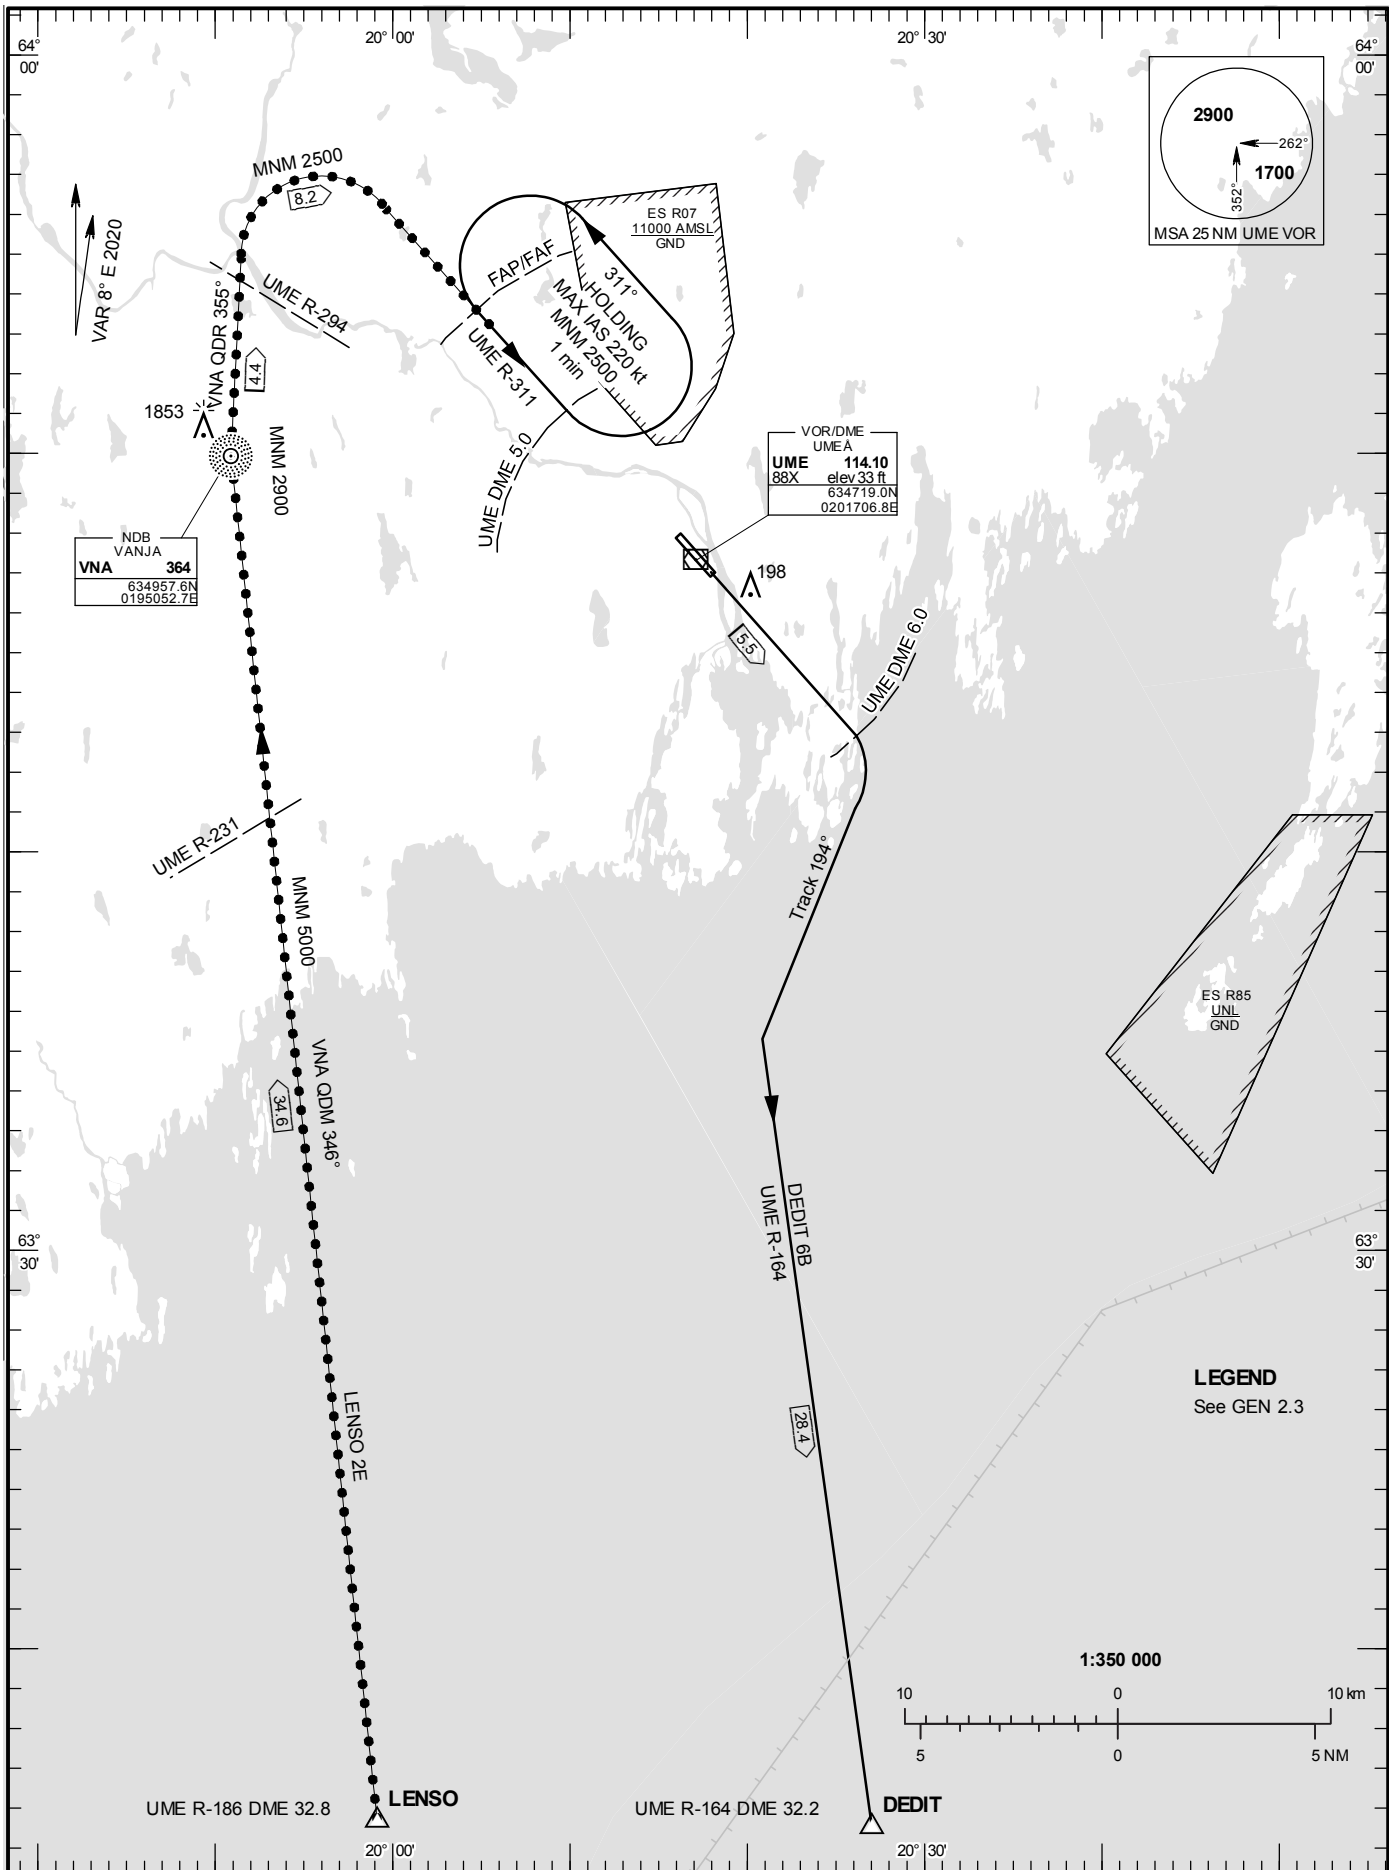 64°
00'
20° 00'
20° 30'
64°
00'
2900
262°
1700
352°
MSA 25 NM UME VOR
MNM 2500
8.2
VAR 8° E 2020
ES R07
11000 AMSL
GND
FAP/FAF
311°
HOLDING
MAX IAS 220 kt
MNM 2500
1 min
UME R-294
VNA QDR 355°
4.4
UME R-311
1853
MNM 2900
UME DME 5.0
VOR/DME
UMEÅ
UME 114.10
88X elev 33 ft
634719.0N
0201706.8E
NDB
VANJA
VNA 364
634957.6N
0195052.7E
198
5.5
UME DME 6.0
UME R-231
Track 194°
MNM 5000
ES R85
UNL
GND
VNA QDM 346°
34.6
DEDIT 6B
UME R-164
63°
30'
63°
30'
LENSO 2E
28.4
LEGEND
See GEN 2.3
1:350 000
10 0 10 km
5 0 5 NM
UME R-186 DME 32.8
LENSO
UME R-164 DME 32.2
DEDIT
20° 00'
20° 30'